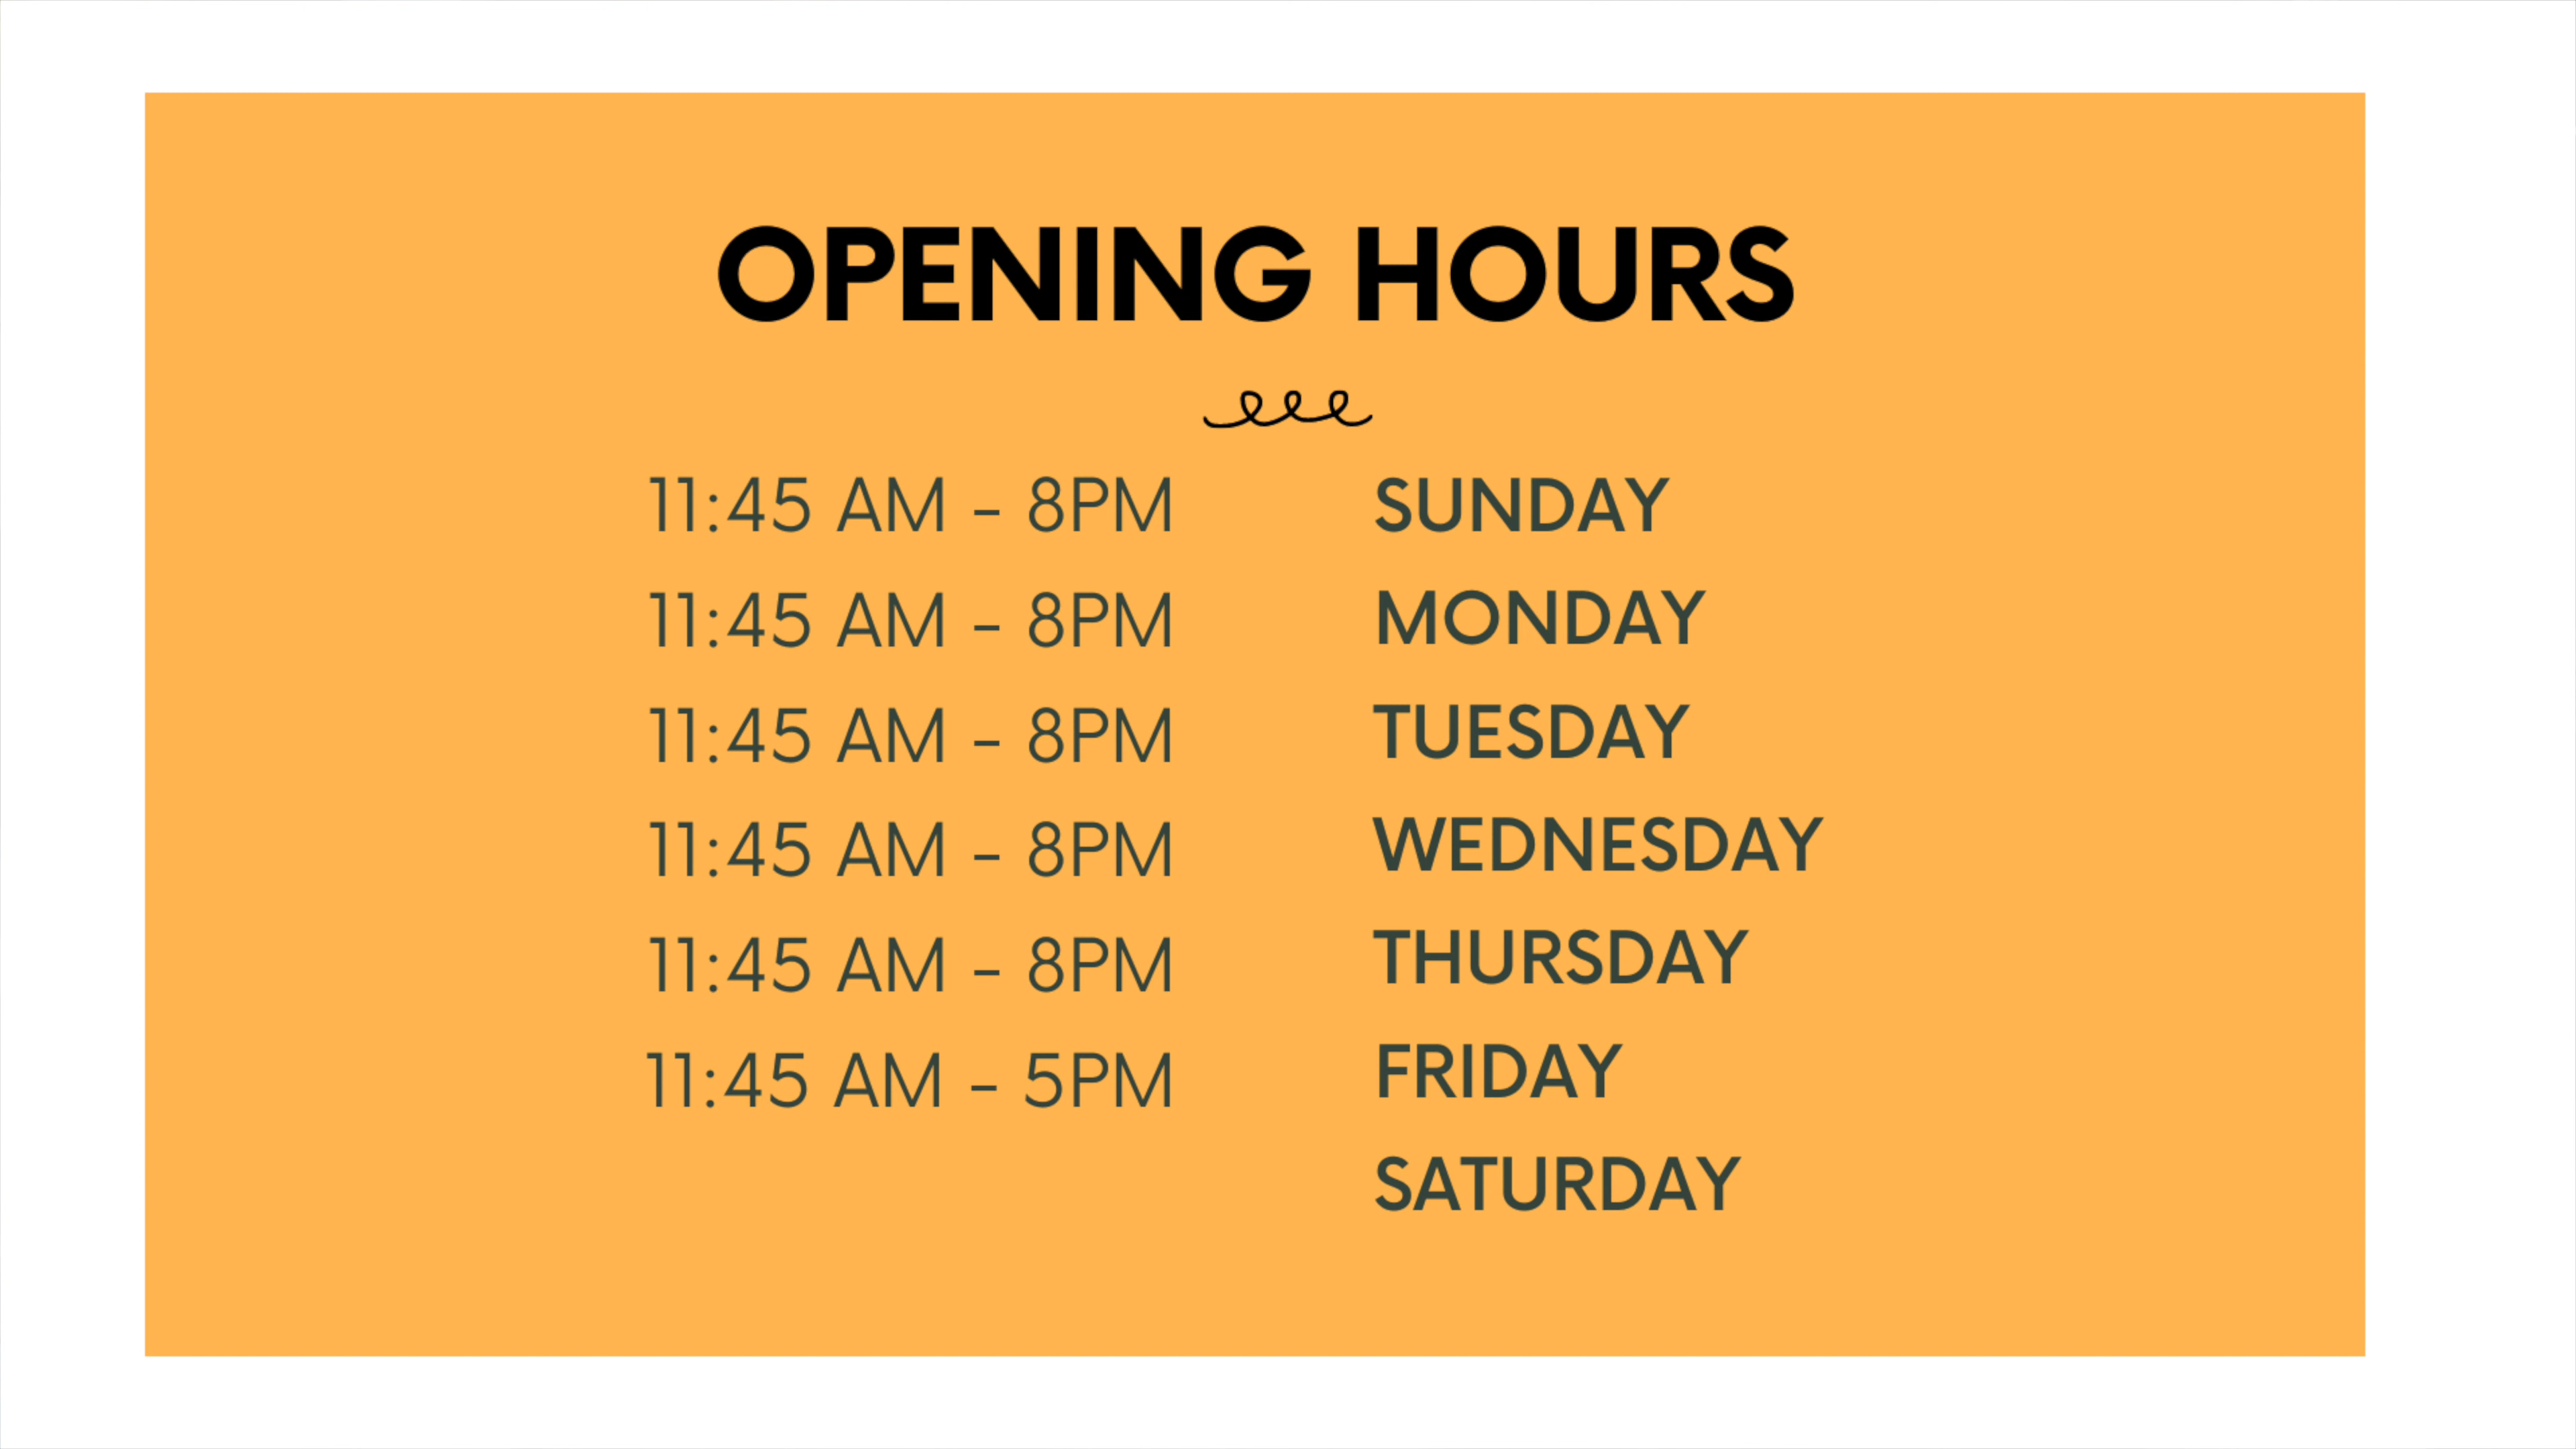 OPENING HOURS
11:45 AM - 8PM SUNDAY
11:45 AM - 8PM MONDAY
11:45 AM - 8PM TUESDAY
11:45 AM - 8PM WEDNESDAY
11:45 AM - 8PM THURSDAY
11:45 AM - 5PM FRIDAY
SATURDAY